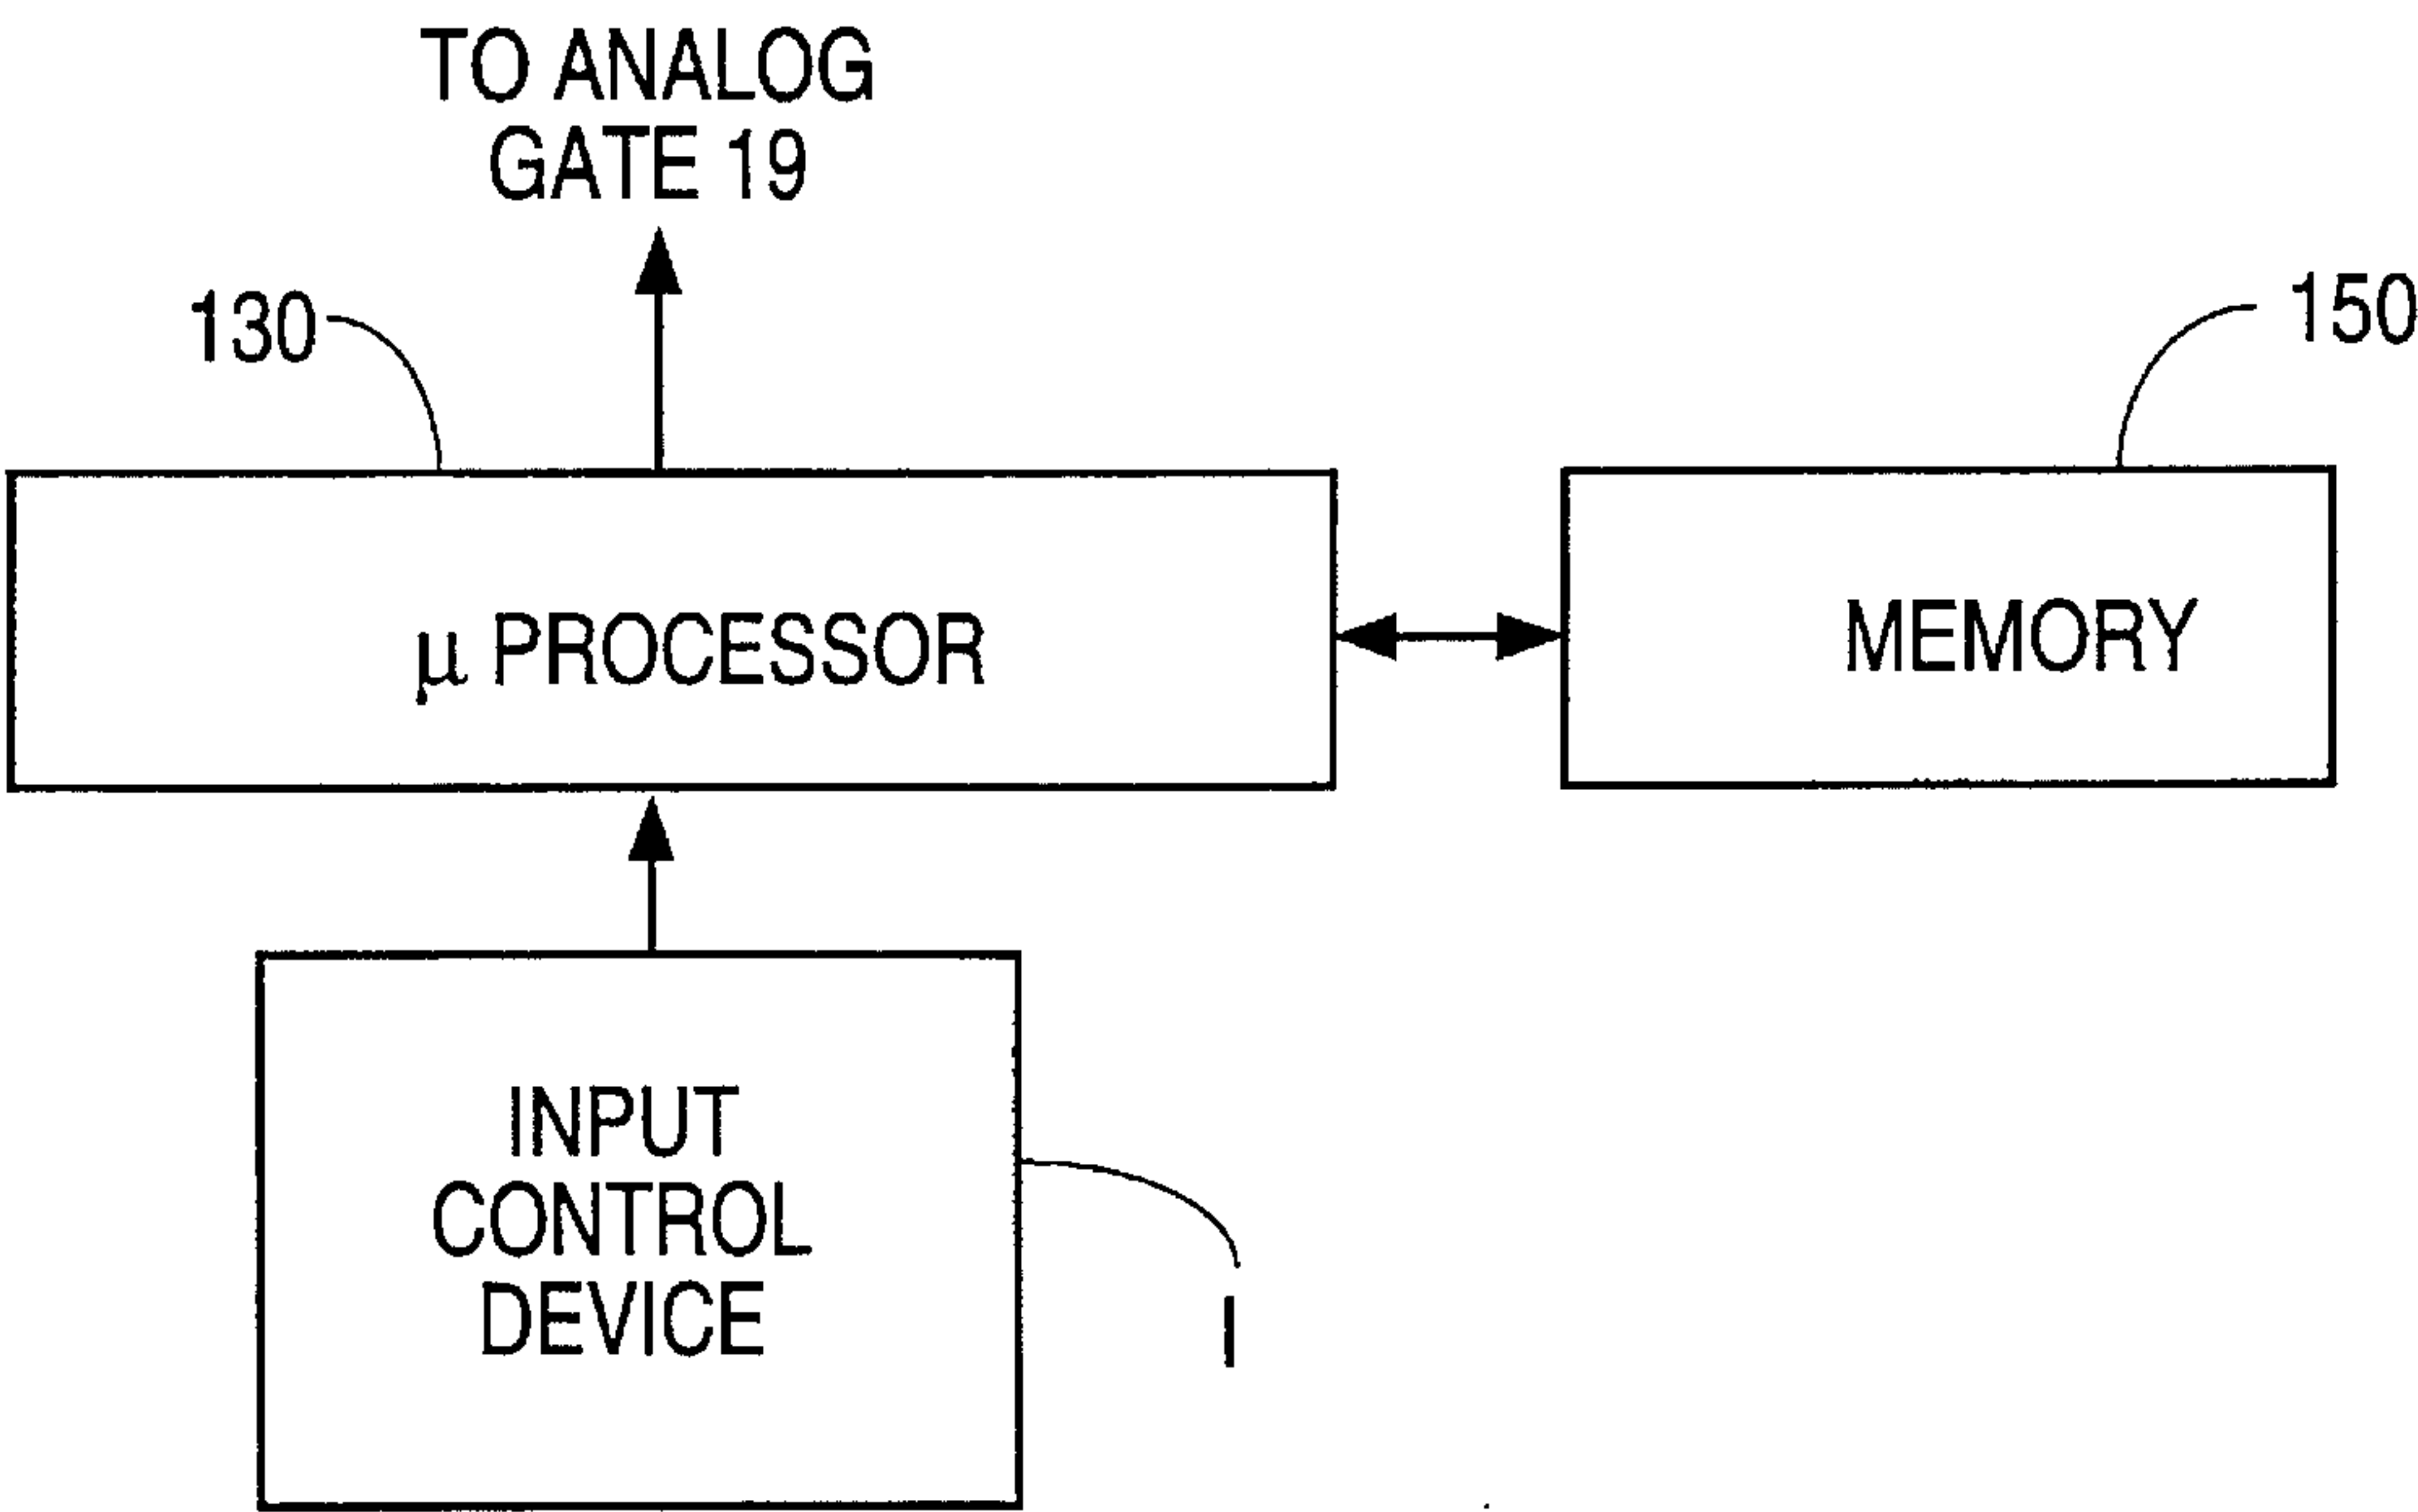 TO ANALOG
GATE 19
130
150
µ PROCESSOR
MEMORY
INPUT
CONTROL
DEVICE
I